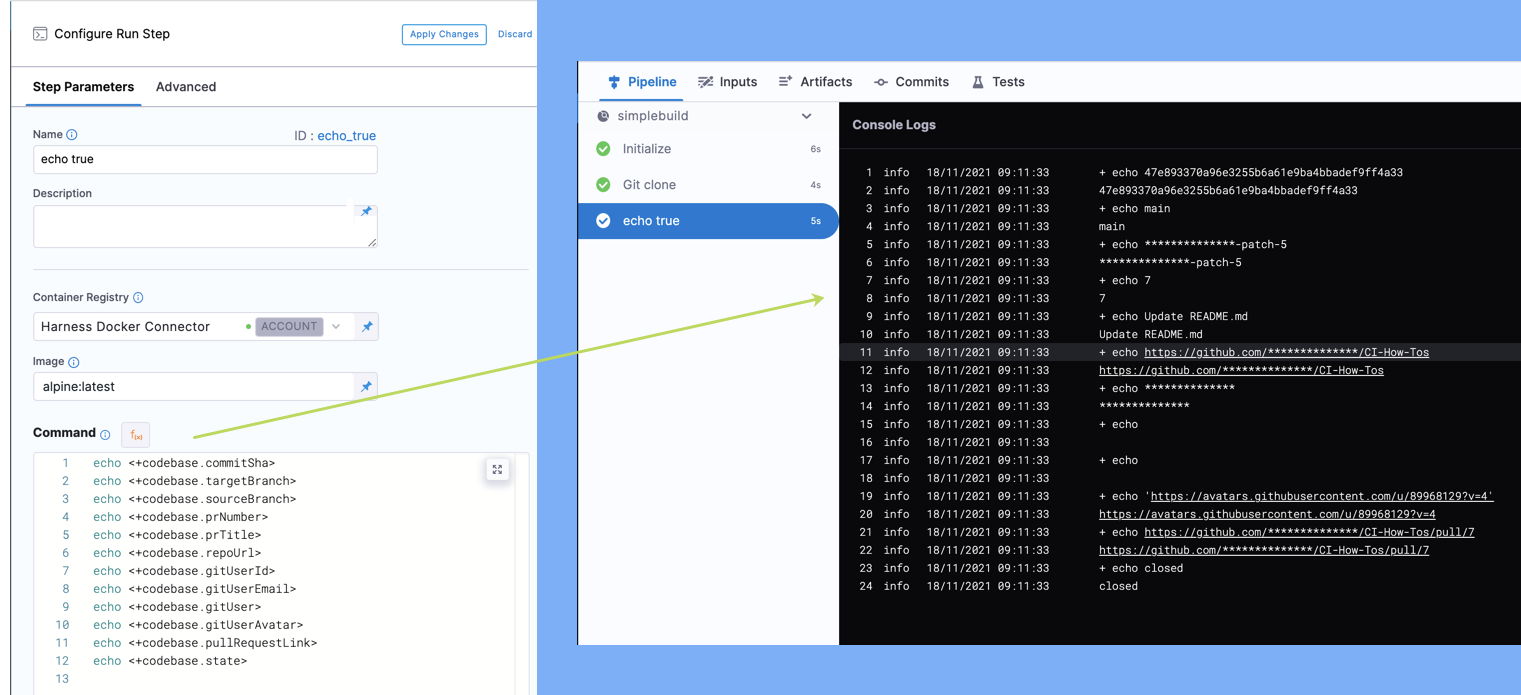 Configure Run Step
Apply Changes
Discard
Step Parameters
Advanced
Name
ID : echo_true
echo true
Description
Container Registry
Harness Docker Connector
ACCOUNT
Image
alpine:latest
Command
f(x)
1 echo <+codebase.commitSha>
2 echo <+codebase.targetBranch>
3 echo <+codebase.sourceBranch>
4 echo <+codebase.prNumber>
5 echo <+codebase.prTitle>
6 echo <+codebase.repoUrl>
7 echo <+codebase.gitUserId>
8 echo <+codebase.gitUserEmail>
9 echo <+codebase.gitUser>
10 echo <+codebase.gitUserAvatar>
11 echo <+codebase.pullRequestLink>
12 echo <+codebase.state>
13
Pipeline
Inputs
Artifacts
Commits
Tests
simplebuild
Initialize 6s
Git clone 4s
echo true 5s
Console Logs
1 info 18/11/2021 09:11:33 + echo 47e893370a96e3255b6a61e9ba4bbadef9ff4a33
2 info 18/11/2021 09:11:33 47e893370a96e3255b6a61e9ba4bbadef9ff4a33
3 info 18/11/2021 09:11:33 + echo main
4 info 18/11/2021 09:11:33 main
5 info 18/11/2021 09:11:33 + echo **************-patch-5
6 info 18/11/2021 09:11:33 **************-patch-5
7 info 18/11/2021 09:11:33 + echo 7
8 info 18/11/2021 09:11:33 7
9 info 18/11/2021 09:11:33 + echo Update README.md
10 info 18/11/2021 09:11:33 Update README.md
11 info 18/11/2021 09:11:33 + echo https://github.com/**************/CI-How-Tos
12 info 18/11/2021 09:11:33 https://github.com/**************/CI-How-Tos
13 info 18/11/2021 09:11:33 + echo **************
14 info 18/11/2021 09:11:33 **************
15 info 18/11/2021 09:11:33 + echo
16 info 18/11/2021 09:11:33
17 info 18/11/2021 09:11:33 + echo
18 info 18/11/2021 09:11:33
19 info 18/11/2021 09:11:33 + echo 'https://avatars.githubusercontent.com/u/89968129?v=4'
20 info 18/11/2021 09:11:33 https://avatars.githubusercontent.com/u/89968129?v=4
21 info 18/11/2021 09:11:33 + echo https://github.com/**************/CI-How-Tos/pull/7
22 info 18/11/2021 09:11:33 https://github.com/**************/CI-How-Tos/pull/7
23 info 18/11/2021 09:11:33 + echo closed
24 info 18/11/2021 09:11:33 closed